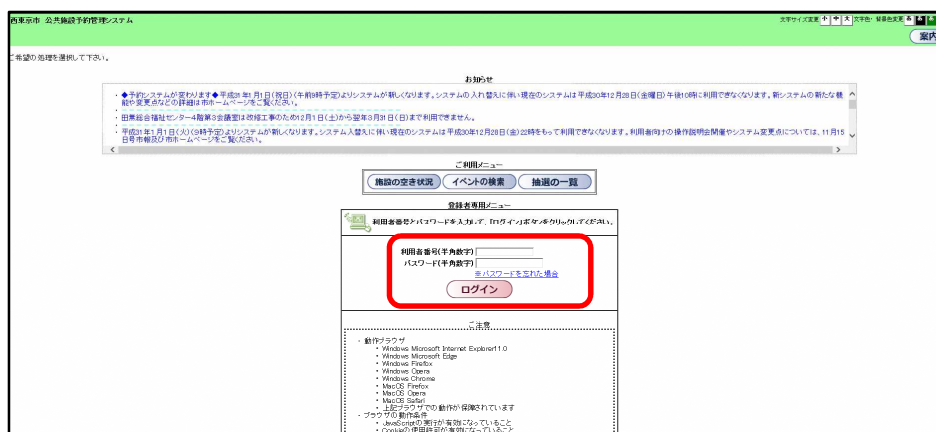 西東京市 公共施設予約管理システム
文字サイズ変更 小 中 大 文字色・背景色変更 あ あ あ
案内
ご希望の処理を選択して下さい。
お知らせ
・ ◆予約システムが変わります◆平成31年1月1日(祝日)(午前9時予定)よりシステムが新しくなります。システムの入れ替えに伴い現在のシステムは平成30年12月28日(金曜日)午後10時に利用できなくなります。新システムの新たな機
能や変更点などの詳細は市ホームページをご覧ください。
・ 田無総合福祉センター4階第3会議室は改修工事のため12月1日(土)から翌年3月31日(日)まで利用できません。
・ 平成31年1月1日(火)(9時予定)よりシステムが新しくなります。システム入替えに伴い現在のシステムは平成30年12月28日(金)22時をもって利用できなくなります。利用者向けの操作説明会開催やシステム変更点については、11月15
日号市報及び市ホームページをご覧ください。
ご利用メニュー
施設の空き状況 イベントの検索 抽選の一覧
登録者専用メニュー
利用者番号とパスワードを入力して、「ログイン」ボタンをクリックしてください。
利用者番号(半角数字)
パスワード(半角数字)
※パスワードを忘れた場合
ログイン
ご注意
・ 動作ブラウザ
・ Windows Microsoft Internet Explorer11.0
・ Windows Microsoft Edge
・ Windows Firefox
・ Windows Opera
・ Windows Chrome
・ MacOS Firefox
・ MacOS Opera
・ MacOS Safari
・ 上記ブラウザでの動作が保障されています
・ ブラウザの動作条件
・ JavaScriptの実行が有効になっていること
・ Cookieの使用許可が有効になっていること